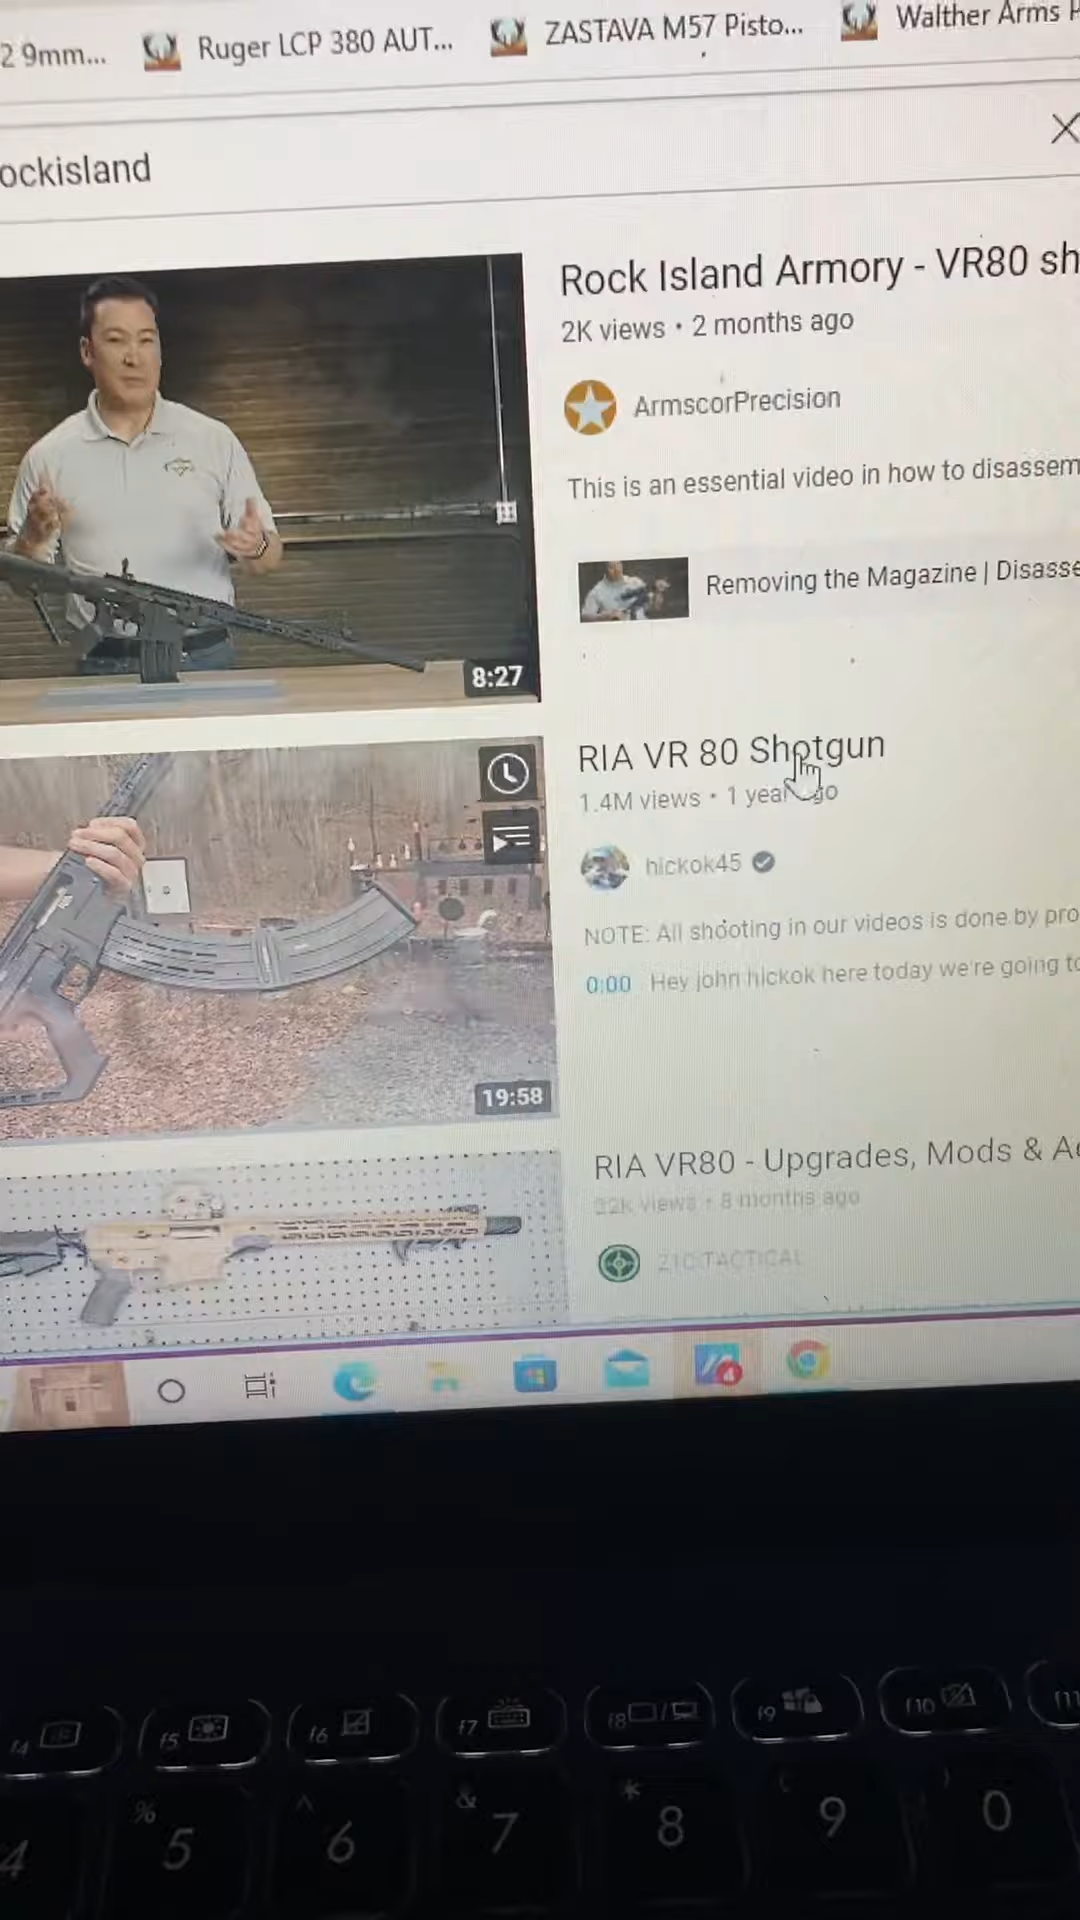 2 9mm...
Ruger LCP 380 AUT...
ZASTAVA M57 Pisto...
Walther Arms
ockisland
Rock Island Armory - VR80 sh
2K views • 2 months ago
ArmscorPrecision
This is an essential video in how to disassem
Removing the Magazine | Disasse
8:27
RIA VR 80 Shotgun
1.4M views • 1 year ago
hickok45
NOTE: All shooting in our videos is done by pro
0:00 Hey john hickok here today we're going to
19:58
RIA VR80 - Upgrades, Mods & Ac
22K views • 8 months ago
TACTICAL
f4
f5
f6
f7
f8
f9
f10
f11
4
% 5
^ 6
& 7
* 8
( 9
) 0